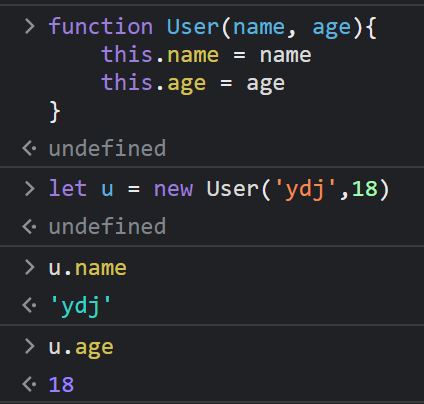 > function User(name, age){
    this.name = name
    this.age = age
}
<· undefined
> let u = new User('ydj',18)
<· undefined
> u.name
<· 'ydj'
> u.age
<· 18